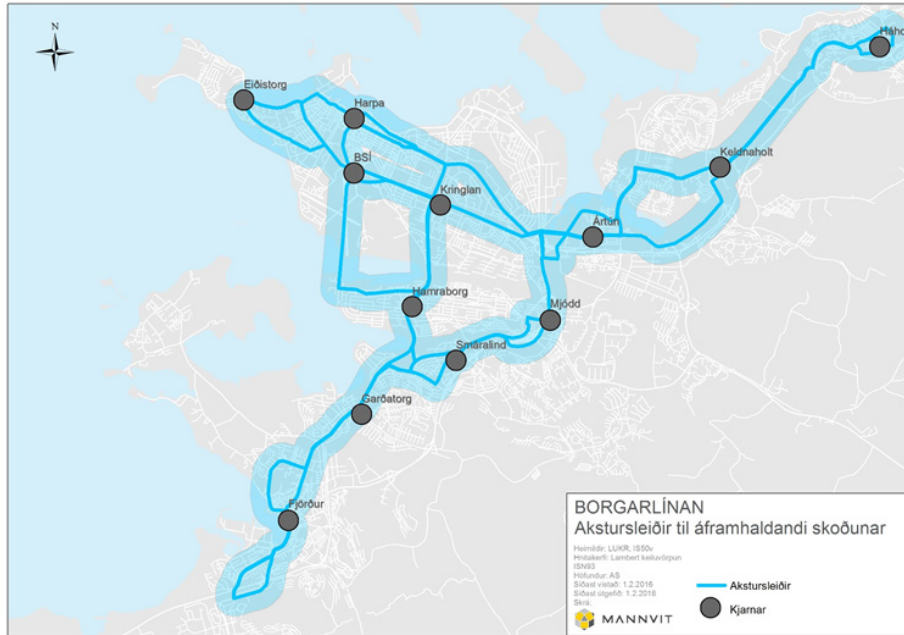 N
Háho
Eiðistorg
Harpa
Keldnaholt
BSÍ
Kringlan
Ártún
Hamraborg
Mjódd
Smáralind
Garðatorg
Fjörður
BORGARLÍNAN
Akstursleiðir til áframhaldandi skoðunar
Heimildir: LUKR, IS50v
Hnitakerfi: Lambert keiluvörpun
ISN93
Höfundur: AS
Síðast vistað: 1.2.2016
Síðast útgefið: 1.2.2016
Skrá:
Akstursleiðir
Kjarnar
MANNVIT